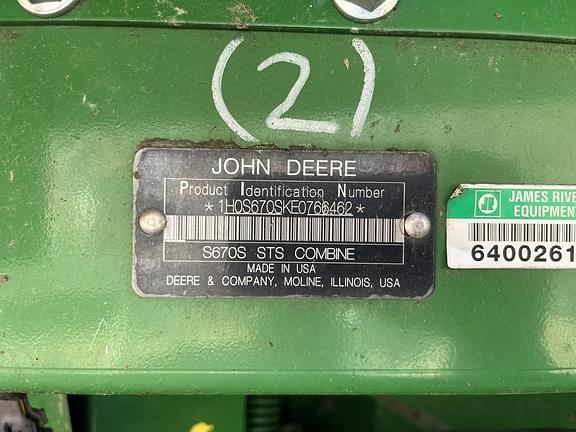 (2)
JOHN DEERE
Product Identification Number
*1H0S670SKE0766462*
S670S STS COMBINE
MADE IN USA
DEERE & COMPANY, MOLINE, ILLINOIS, USA
JAMES RIVE
EQUIPMEN
6400261